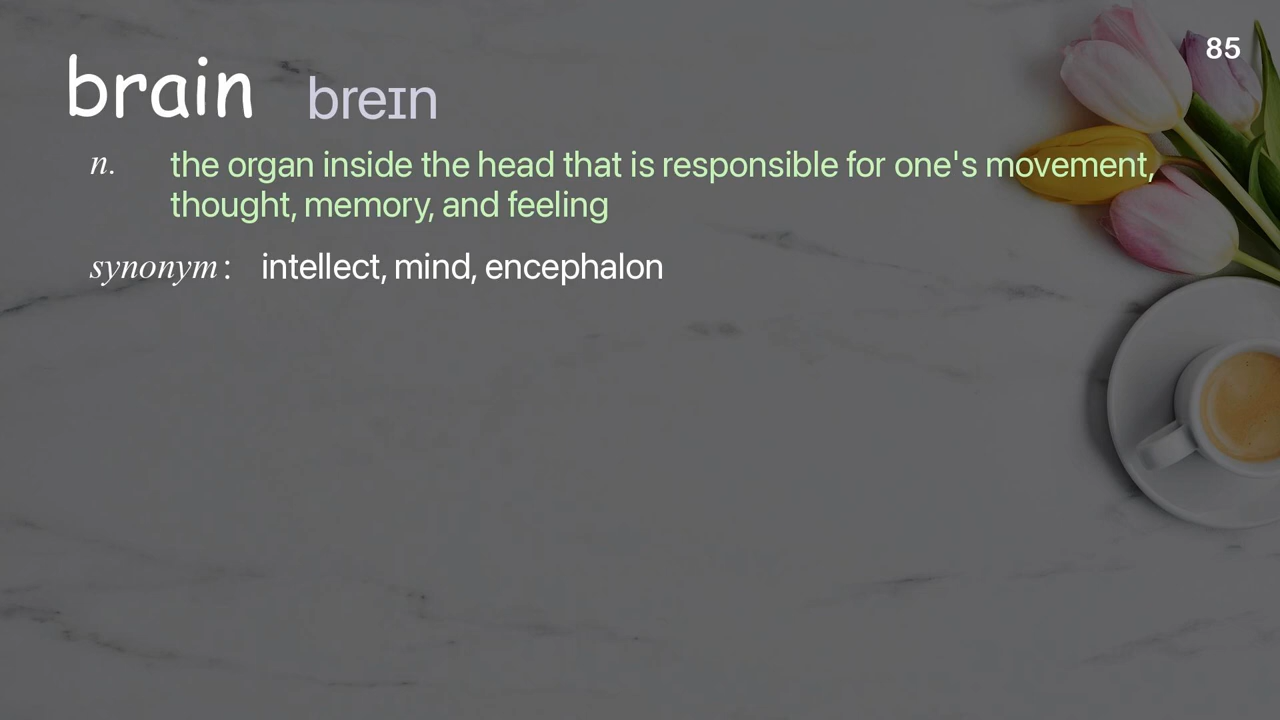 85
brain breɪn
n. the organ inside the head that is responsible for one's movement,
thought, memory, and feeling
synonym: intellect, mind, encephalon